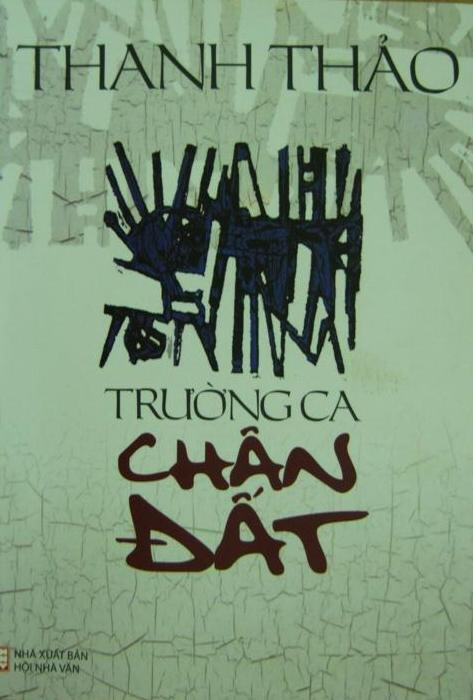 THANH THẢO
TRƯỜNG CA
CHÂN
ĐẤT
NHÀ XUẤT BẢN
HỘI NHÀ VĂN